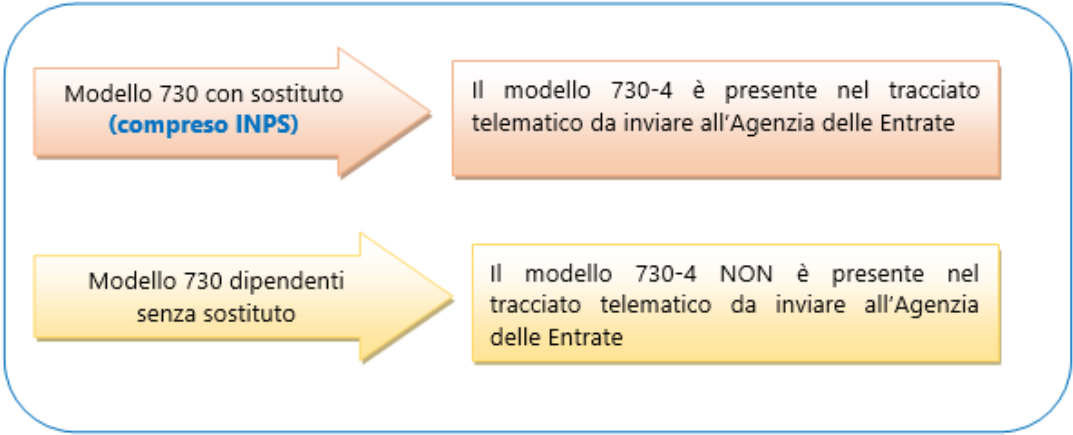 Modello 730 con sostituto
(compreso INPS)
Il modello 730-4 è presente nel tracciato
telematico da inviare all'Agenzia delle Entrate
Modello 730 dipendenti
senza sostituto
Il modello 730-4 NON è presente nel
tracciato telematico da inviare all'Agenzia
delle Entrate